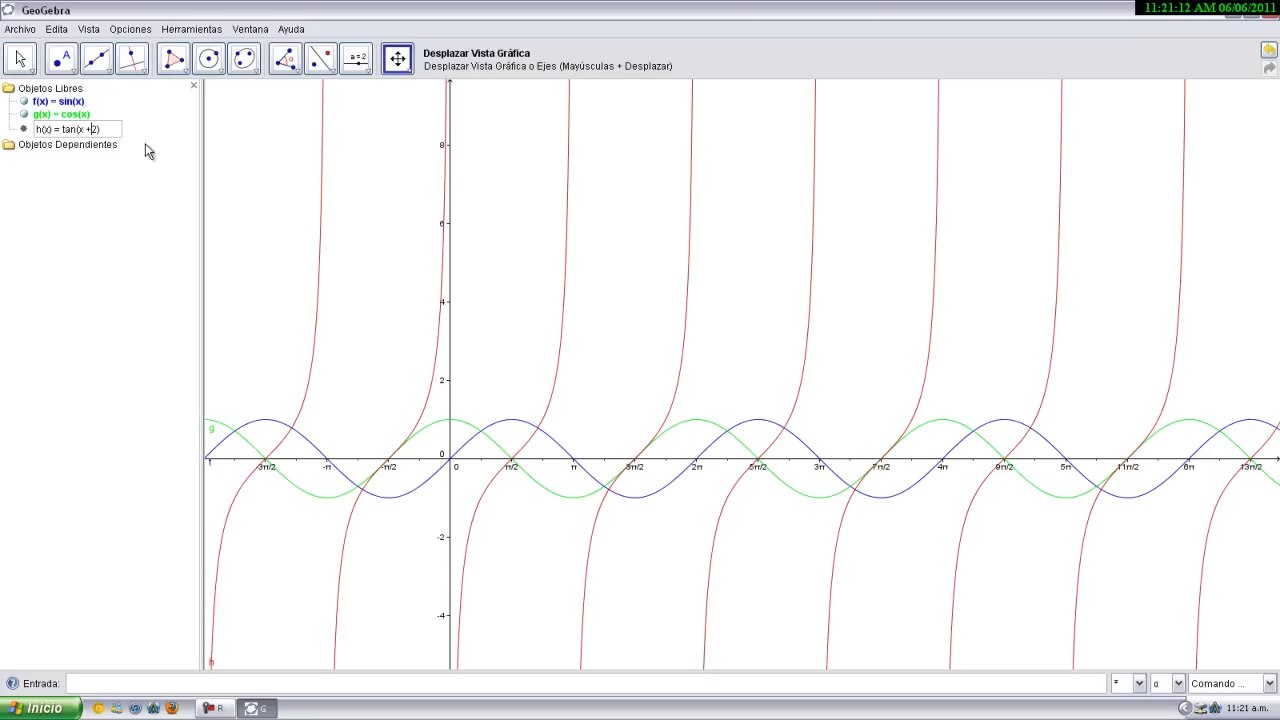 GeoGebra
11:21:12 AM 06/06/2011
Archivo Edita Vista Opciones Herramientas Ventana Ayuda
A
a=2
Desplazar Vista Gráfica
Desplazar Vista Gráfica o Ejes (Mayúsculas + Desplazar)
Objetos Libres
f(x) = sin(x)
g(x) = cos(x)
h(x) = tan(x +2)
Objetos Dependientes
8
6
4
2
0
-2
-4
g
f
h
-3π/2 -π -π/2 0 π/2 π 3π/2 2π 5π/2 3π 7π/2 4π 9π/2 5π 11π/2 6π 13π/2
Entrada:
α
Comando ...
Inicio
R
G
11:21 a.m.